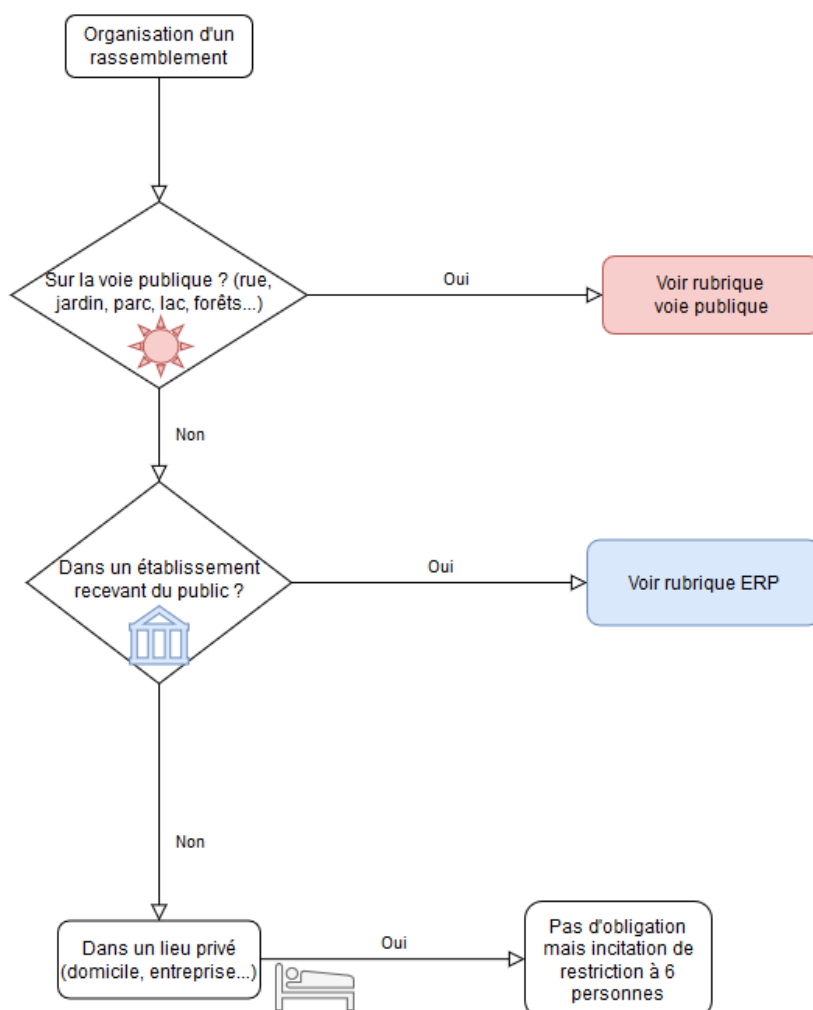 Organisation d'un
rassemblement
Sur la voie publique ? (rue,
jardin, parc, lac, forêts...)
Oui
Voir rubrique
voie publique
Non
Dans un établissement
recevant du public ?
Oui
Voir rubrique ERP
Non
Dans un lieu privé
(domicile, entreprise...)
Oui
Pas d'obligation
mais incitation de
restriction à 6
personnes